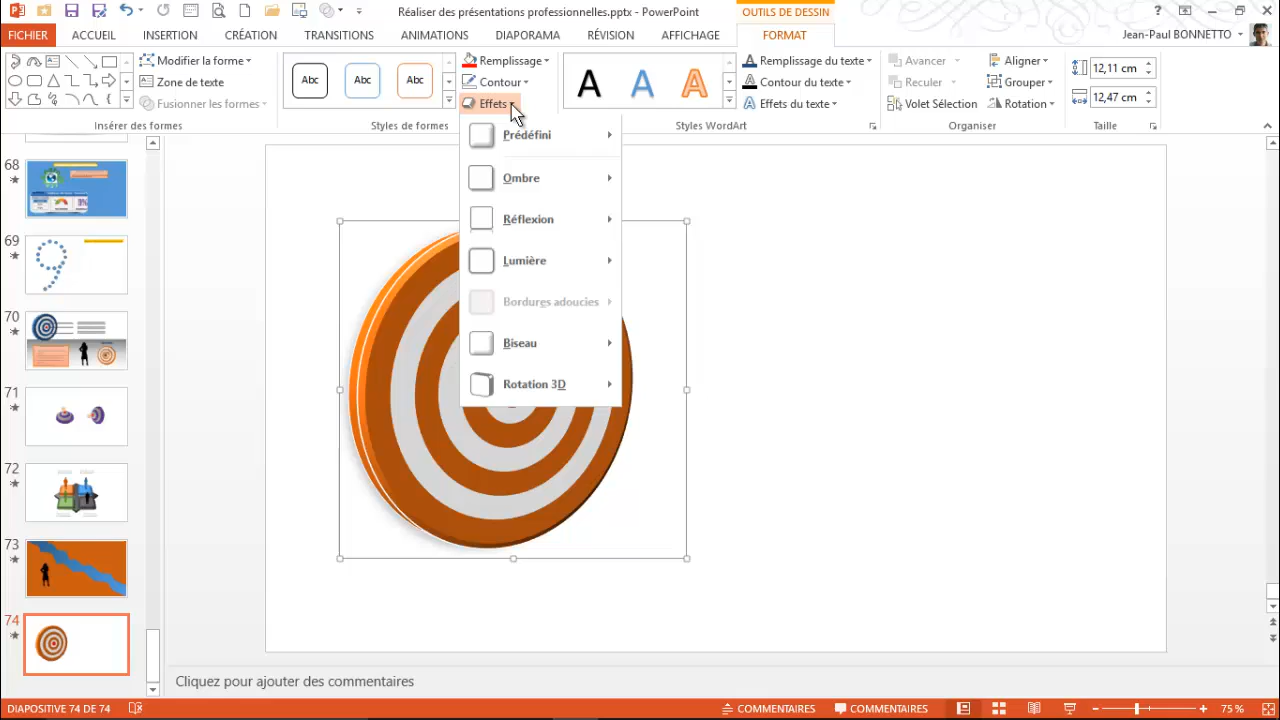 Réaliser des présentations professionnelles.pptx - PowerPoint
OUTILS DE DESSIN
FICHIER ACCUEIL INSERTION CRÉATION TRANSITIONS ANIMATIONS DIAPORAMA RÉVISION AFFICHAGE FORMAT
Jean-Paul BONNETTO
Modifier la forme
Zone de texte
Fusionner les formes
Insérer des formes
Abc Abc Abc
Remplissage
Contour
Effets
Styles de formes
A A A
Remplissage du texte
Contour du texte
Effets du texte
Styles WordArt
Avancer
Reculer
Volet Sélection
Aligner
Grouper
Rotation
Organiser
12,11 cm
12,47 cm
Taille
Prédéfini
Ombre
Réflexion
Lumière
Bordures adoucies
Biseau
Rotation 3D
68
69
70
71
72
73
74
Cliquez pour ajouter des commentaires
DIAPOSITIVE 74 DE 74
COMMENTAIRES
COMMENTAIRES
75 %